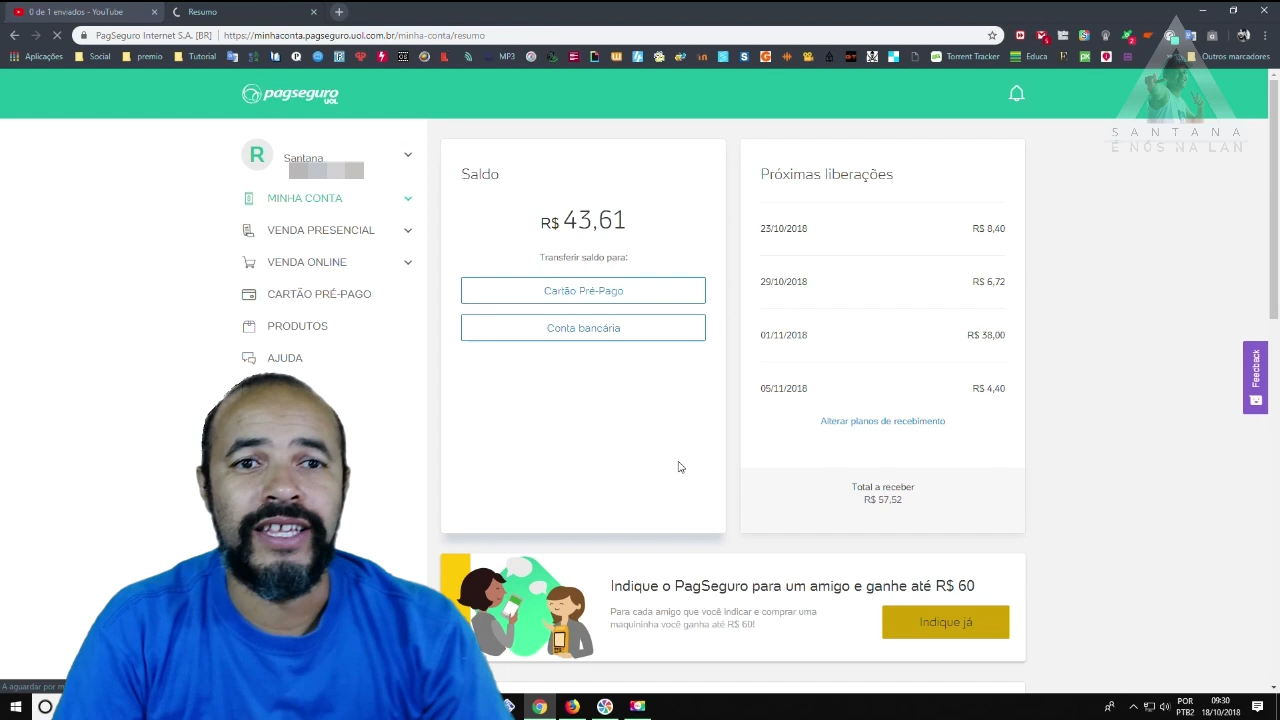 0 de 1 enviados - YouTube
Resumo
PagSeguro Internet S.A. [BR]
https://minhaconta.pagseguro.uol.com.br/minha-conta/resumo
Aplicações
Social
premio
Tutorial
MP3
Torrent Tracker
Educa
Outros marcadores
pagseguro
UOL
SANTANA
É NÓS NA LAN
R
Santana
MINHA CONTA
VENDA PRESENCIAL
VENDA ONLINE
CARTÃO PRÉ-PAGO
PRODUTOS
AJUDA
Saldo
R$ 43,61
Transferir saldo para:
Cartão Pré-Pago
Conta bancária
Próximas liberações
23/10/2018 R$ 8,40
29/10/2018 R$ 6,72
01/11/2018 R$ 38,00
05/11/2018 R$ 4,40
Alterar planos de recebimento
Total a receber
R$ 57,52
Feedback
Indique o PagSeguro para um amigo e ganhe até R$ 60
Para cada amigo que você indicar e comprar uma
maquininha você ganha até R$ 60!
Indique já
A aguardar por m
POR
PTB2
09:30
18/10/2018